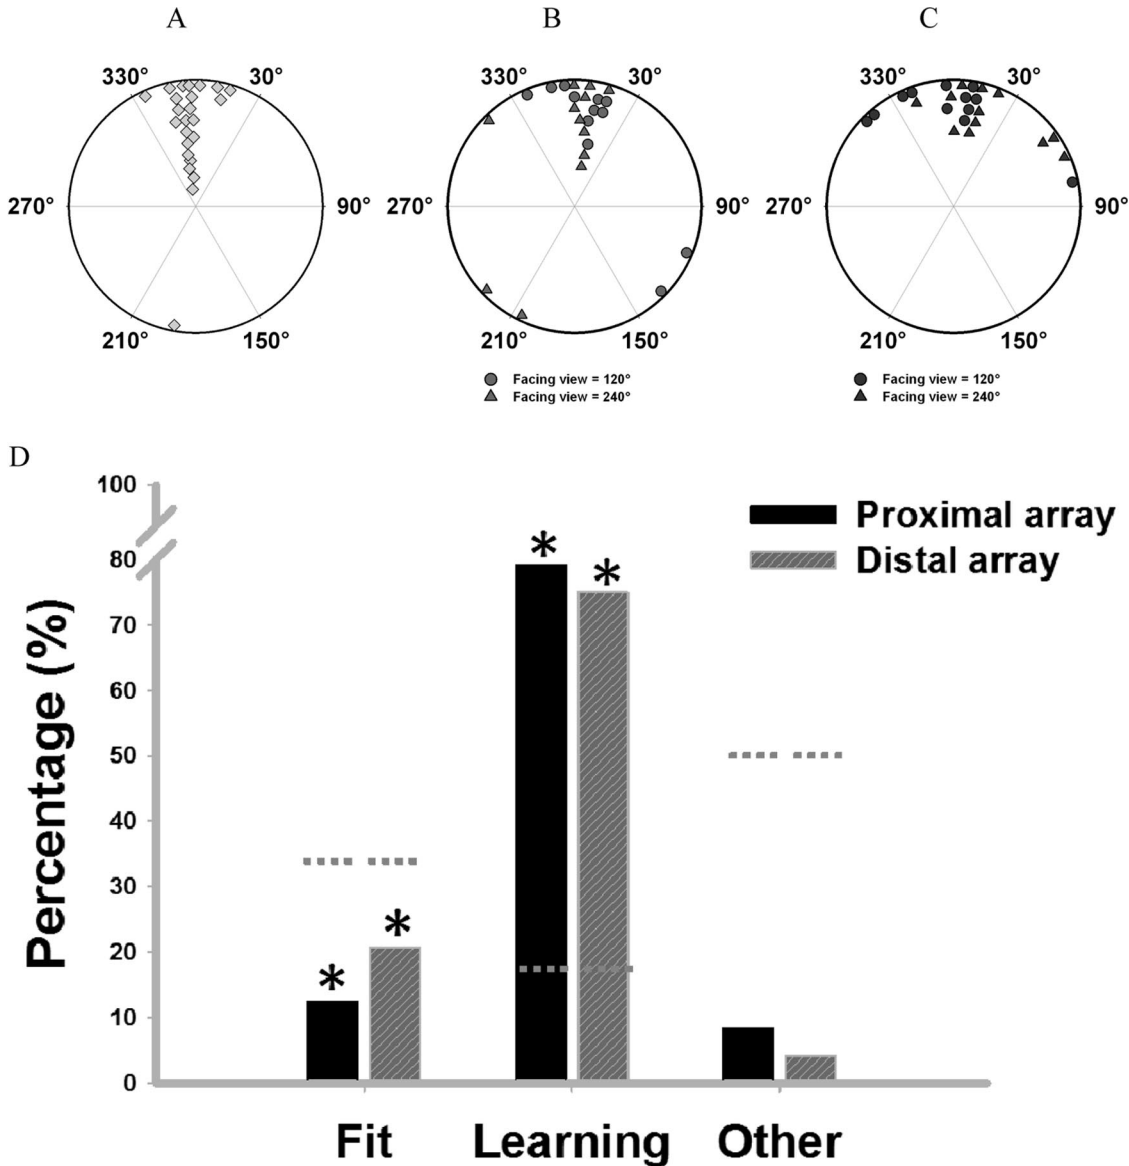 A B C
330° 30° 330° 30° 330° 30°
270° 90° 270° 90° 270° 90°
210° 150° 210° 150° 210° 150°
Facing view = 120° Facing view = 120°
Facing view = 240° Facing view = 240°
D
100
Proximal array
*
80 Distal array
*
70
60
50
40
30
*
20
*
10
0
Percentage (%)
Fit Learning Other